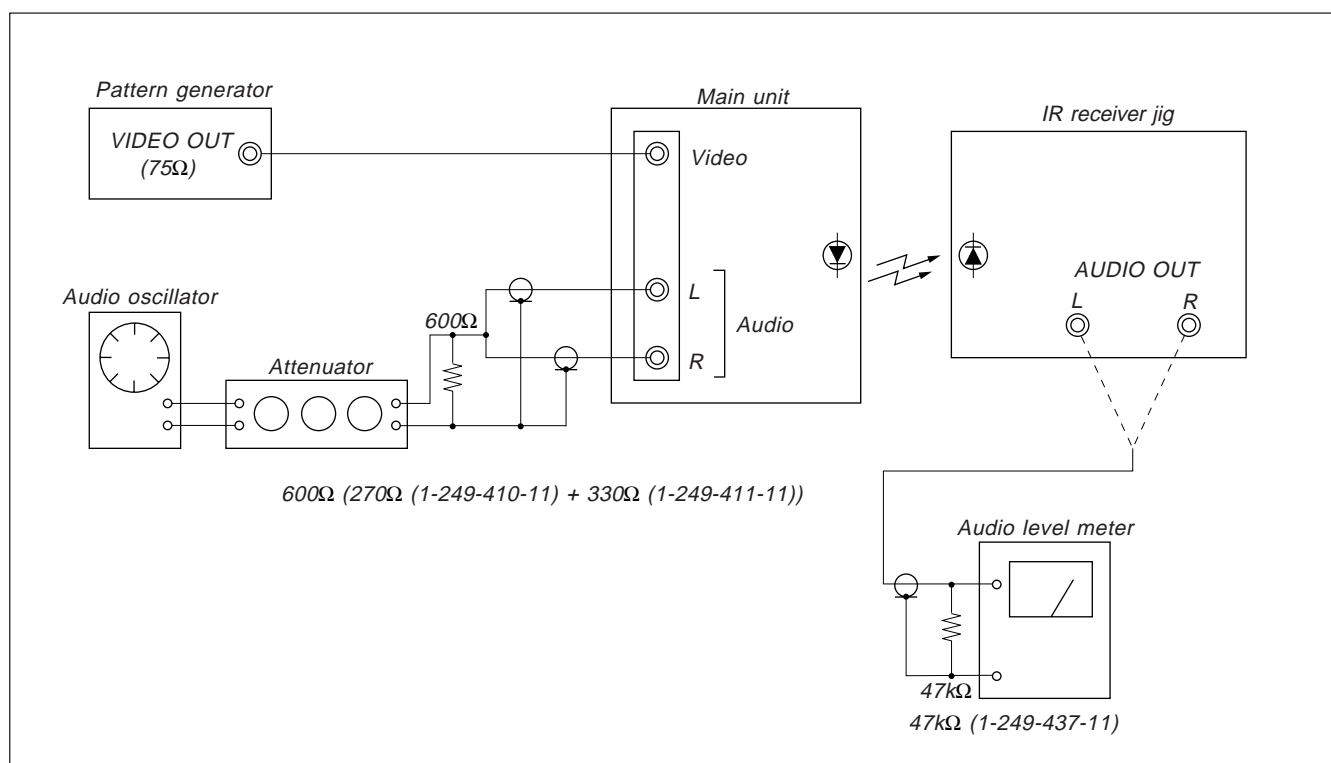 Pattern generator
VIDEO OUT
(75Ω)
Main unit
Video
IR receiver jig
AUDIO OUT
L
R
L
Audio
R
Audio oscillator
600Ω
Attenuator
600Ω (270Ω (1-249-410-11) + 330Ω (1-249-411-11))
Audio level meter
47kΩ
47kΩ (1-249-437-11)